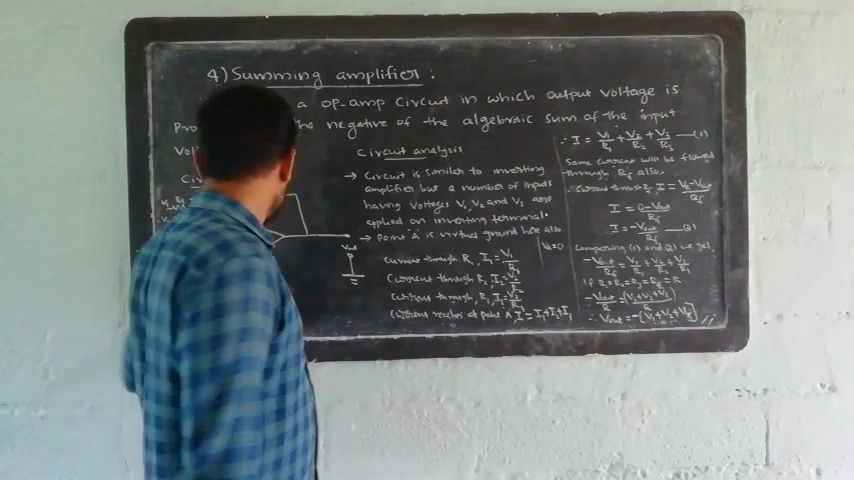 4) Summing amplifier :
a op-amp circuit in which output voltage is
Pro he negative of the algebraic sum of the input
Vol
Cir
V₁ R₁
Vout
Circuit analysis
→ Circuit is similar to inverting
amplifier but a number of inputs
having voltages V₁ V₂ and V₃ are
applied on inverting terminal.
→ Point A is virtual ground here also
VA=0
Current through R₁, I₁ = V₁/R₁
Current through R₂, I₂ = V₂/R₂
Current through,
Current reaches at point A, I = I₁+I₂+I₃
∴ I = V₁/R₁ + V₂/R₂ + V₃/R₃ —(1)
Same current will be flowed
through Rf also.
∴ Current through Rf I = VA-Vout/Rf
I = 0-Vout/Rf
I = -Vout/Rf —(2)
Comparing (1) and (2) we get,
-Vout/Rf = V₁/R₁ + V₂/R₂ + V₃/R₃
If R₁=R₂=R₃=Rf=R
-Vout/R = (V₁+V₂+V₃)/R
∴ Vout = -[V₁+V₂+V₃]